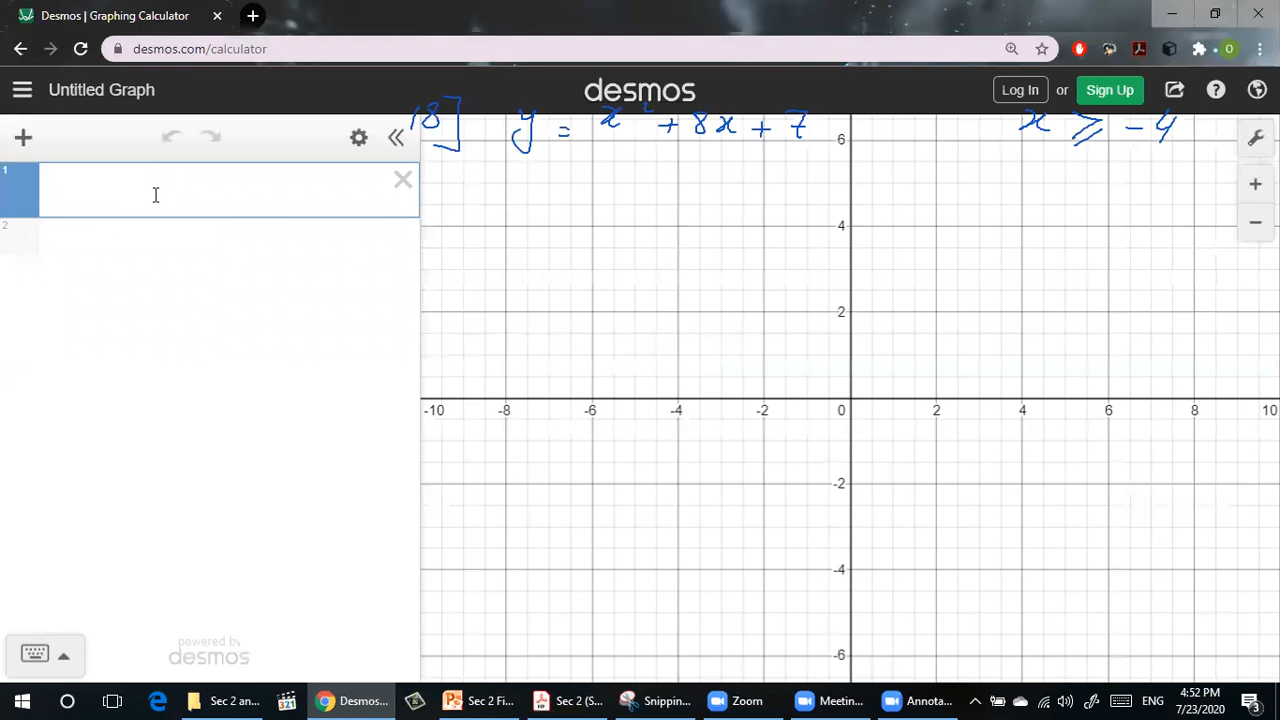 Desmos | Graphing Calculator
desmos.com/calculator
O
Untitled Graph
desmos
Log In or Sign Up
18] y = x² + 8x + 7 x ⩾ -4
1
2
6
4
2
-10 -8 -6 -4 -2 0 2 4 6 8 10
-2
-4
-6
powered by
desmos
Sec 2 an... 321 Desmos... Sec 2 Fi... Sec 2 (S... Snippin... Zoom Meetin... Annota...
4:52 PM
7/23/2020
3